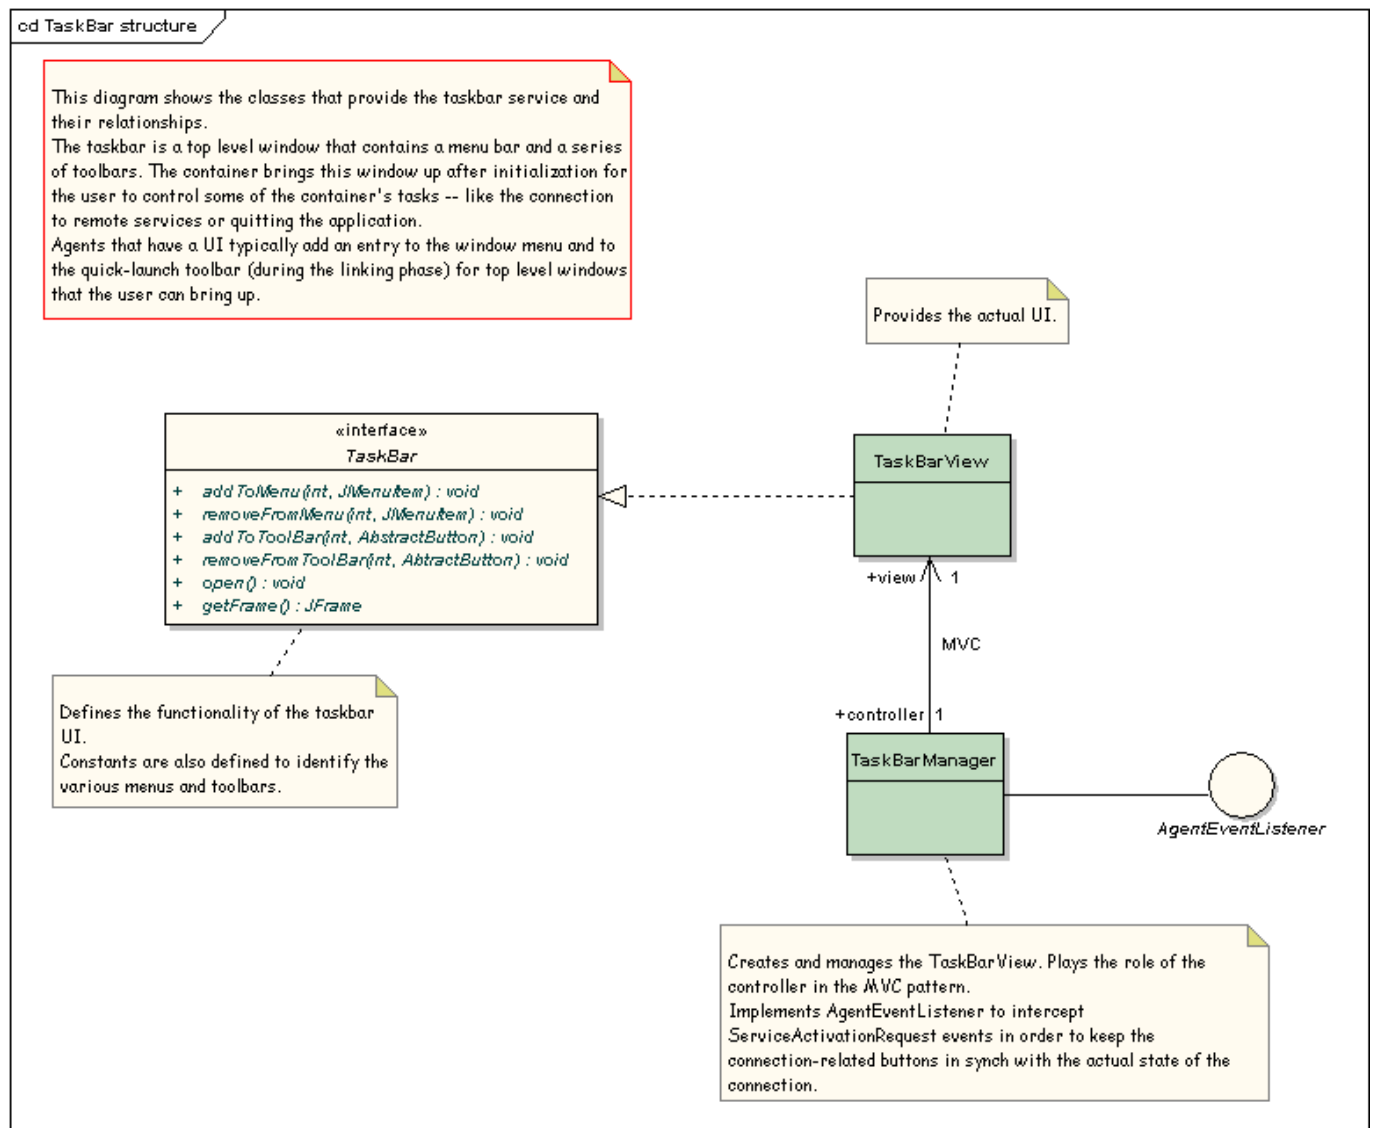 cd TaskBar structure
This diagram shows the classes that provide the taskbar service and
their relationships.
The taskbar is a top level window that contains a menu bar and a series
of toolbars. The container brings this window up after initialization for
the user to control some of the container's tasks -- like the connection
to remote services or quitting the application.
Agents that have a UI typically add an entry to the window menu and to
the quick-launch toolbar (during the linking phase) for top level windows
that the user can bring up.
Provides the actual UI.
«interface»
TaskBar
+ addToMenu(int, JMenuItem) : void
+ removeFromMenu(int, JMenuItem) : void
+ addToToolBar(int, AbstractButton) : void
+ removeFromToolBar(int, AbtractButton) : void
+ open() : void
+ getFrame() : JFrame
TaskBarView
+view 1
MVC
+controller 1
Defines the functionality of the taskbar
UI.
Constants are also defined to identify the
various menus and toolbars.
TaskBarManager
AgentEventListener
Creates and manages the TaskBarView. Plays the role of the
controller in the MVC pattern.
Implements AgentEventListener to intercept
ServiceActivationRequest events in order to keep the
connection-related buttons in synch with the actual state of the
connection.